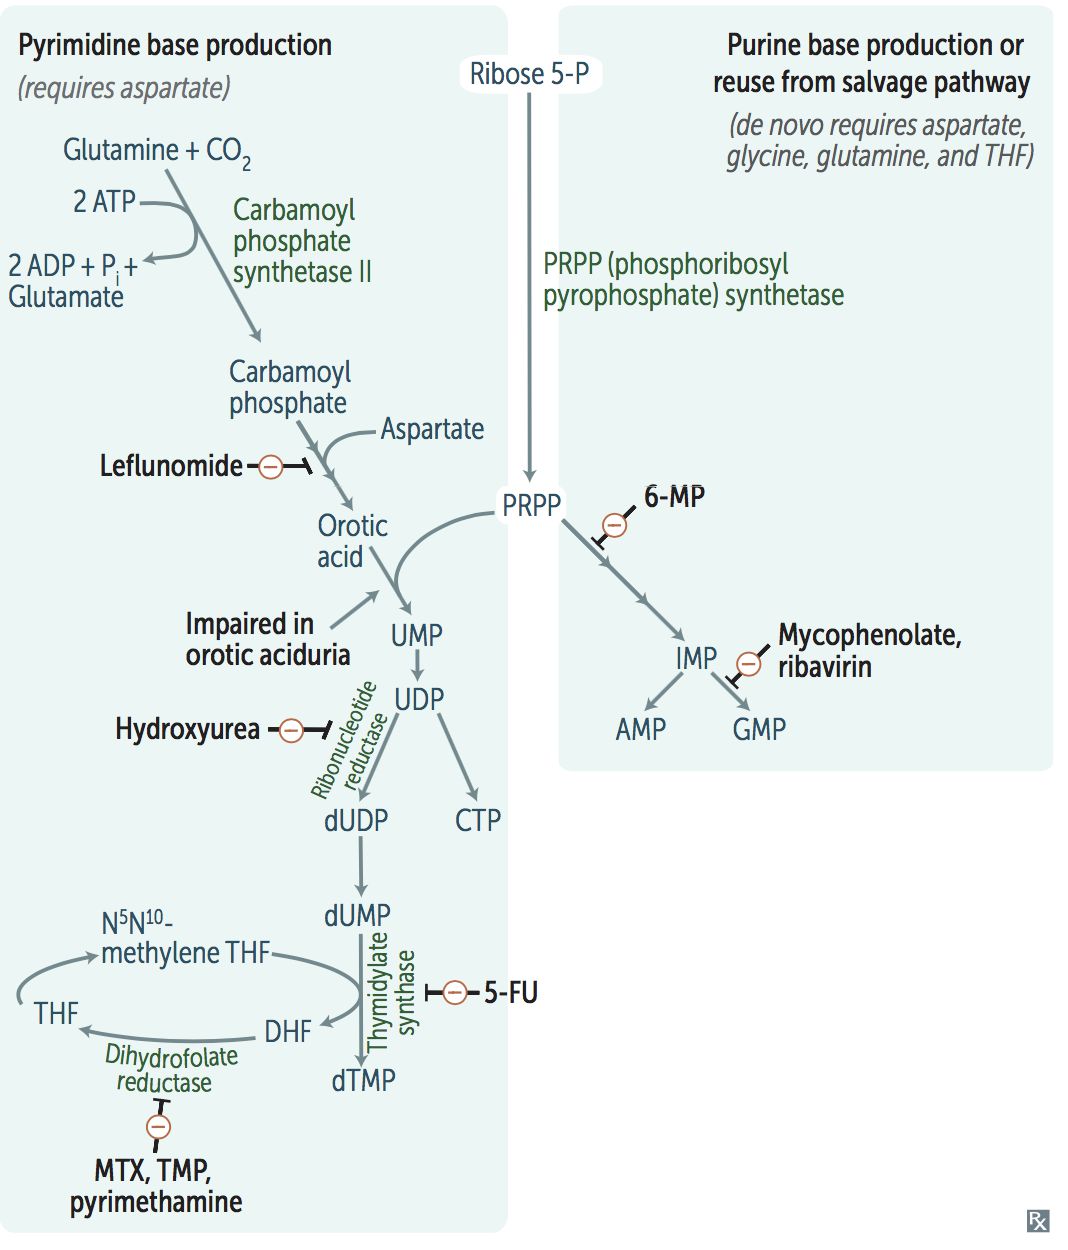 Pyrimidine base production
(requires aspartate)
Ribose 5-P
Purine base production or
reuse from salvage pathway
(de novo requires aspartate,
glycine, glutamine, and THF)
Glutamine + CO2
2 ATP
2 ADP + Pi +
Glutamate
Carbamoyl
phosphate
synthetase II
PRPP (phosphoribosyl
pyrophosphate) synthetase
Carbamoyl
phosphate
Aspartate
Leflunomide
Orotic
acid
PRPP
6-MP
Impaired in
orotic aciduria
UMP
UDP
IMP
Mycophenolate,
ribavirin
AMP
GMP
Hydroxyurea
Ribonucleotide
reductase
dUDP
CTP
dUMP
N5N10-
methylene THF
THF
DHF
Thymidylate
synthase
5-FU
Dihydrofolate
reductase
dTMP
MTX, TMP,
pyrimethamine
Rx